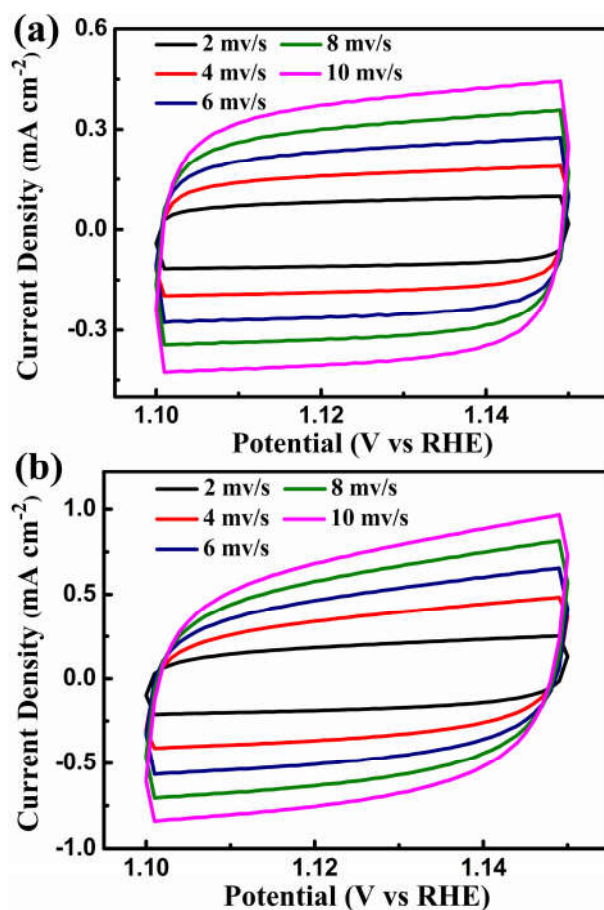 (a)
0.6
2 mv/s 8 mv/s
4 mv/s 10 mv/s
6 mv/s
0.3
0.0
-0.3
Current Density (mA cm-2)
1.10 1.12 1.14
Potential (V vs RHE)
(b)
2 mv/s 8 mv/s
4 mv/s 10 mv/s
6 mv/s
1.0
0.5
0.0
-0.5
-1.0
Current Density (mA cm-2)
1.10 1.12 1.14
Potential (V vs RHE)